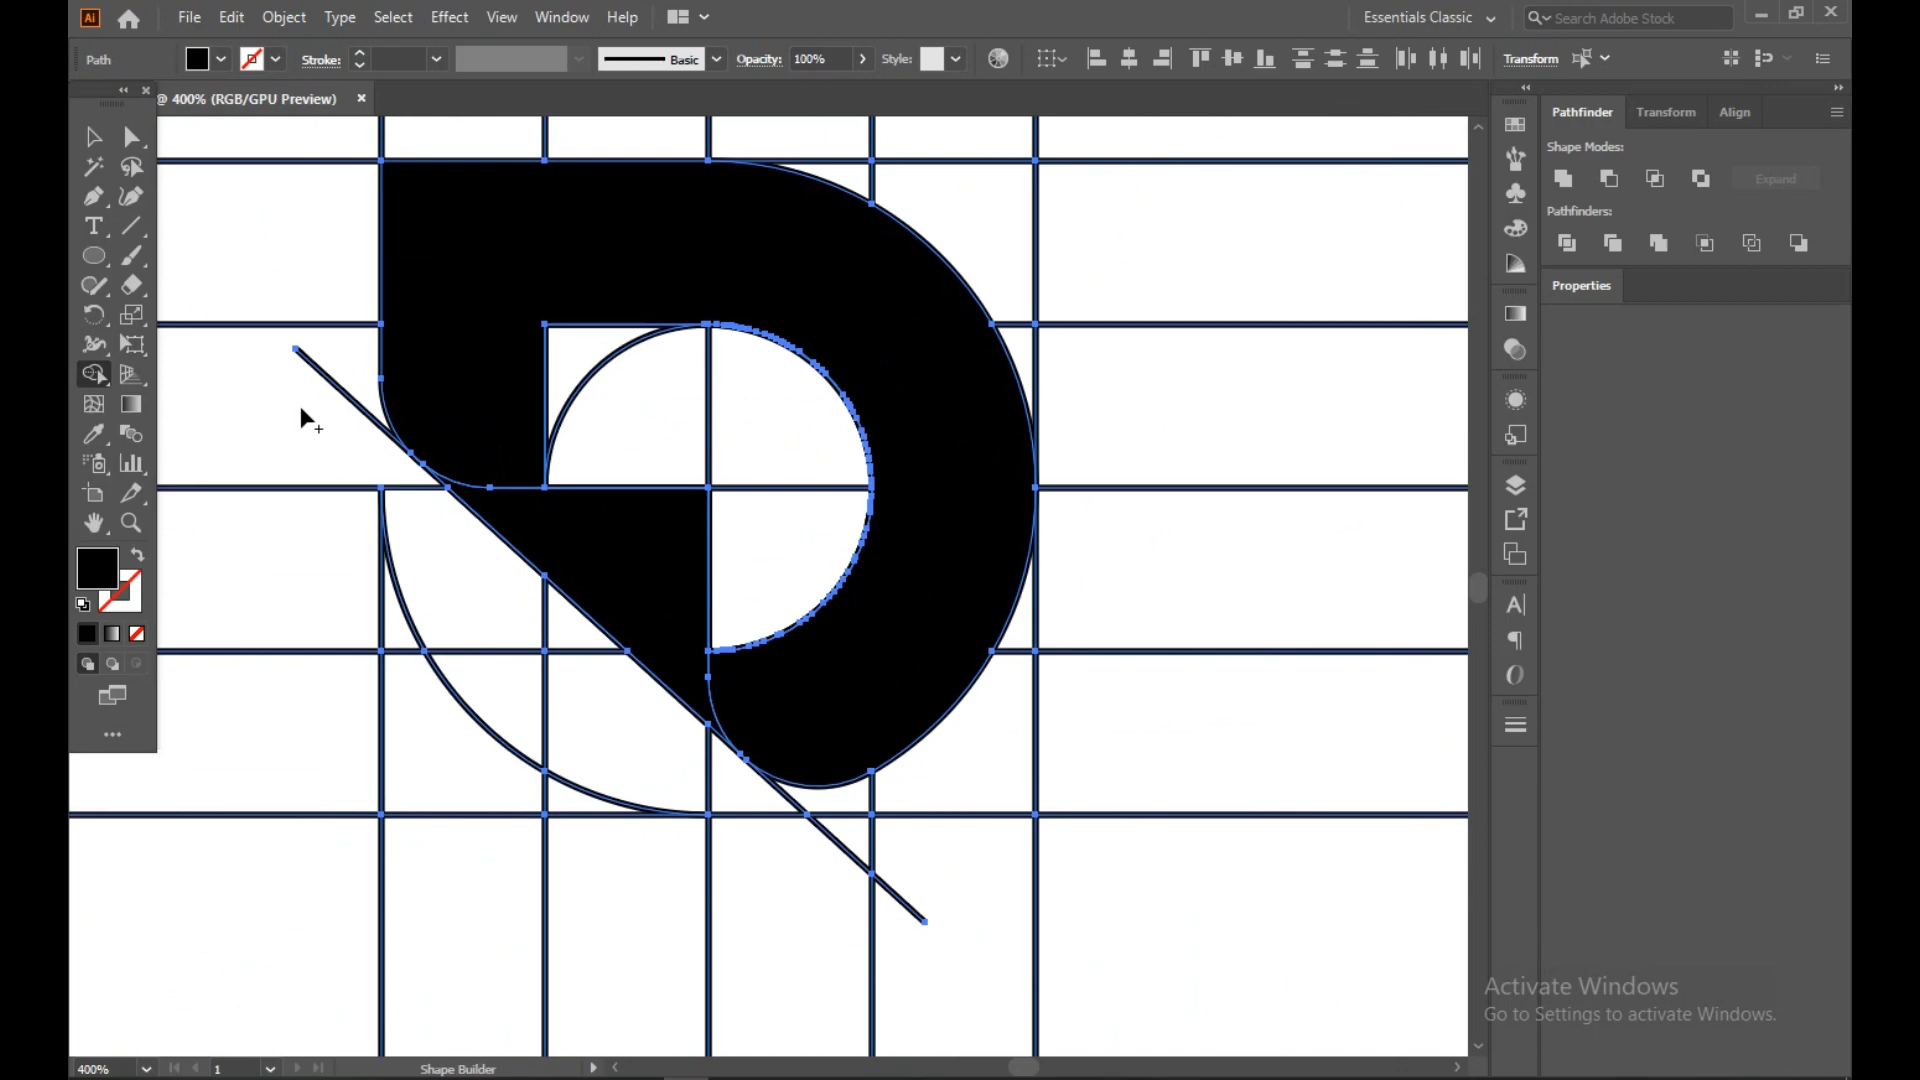 Ai File Edit Object Type Select Effect View Window Help Essentials Classic Search Adobe Stock
Path Stroke: Basic Opacity: 100% Style: Transform
@ 400% (RGB/GPU Preview)
Pathfinder Transform Align
Shape Modes:
Expand
Pathfinders:
Properties
Activate Windows
Go to Settings to activate Windows.
400% 1 Shape Builder